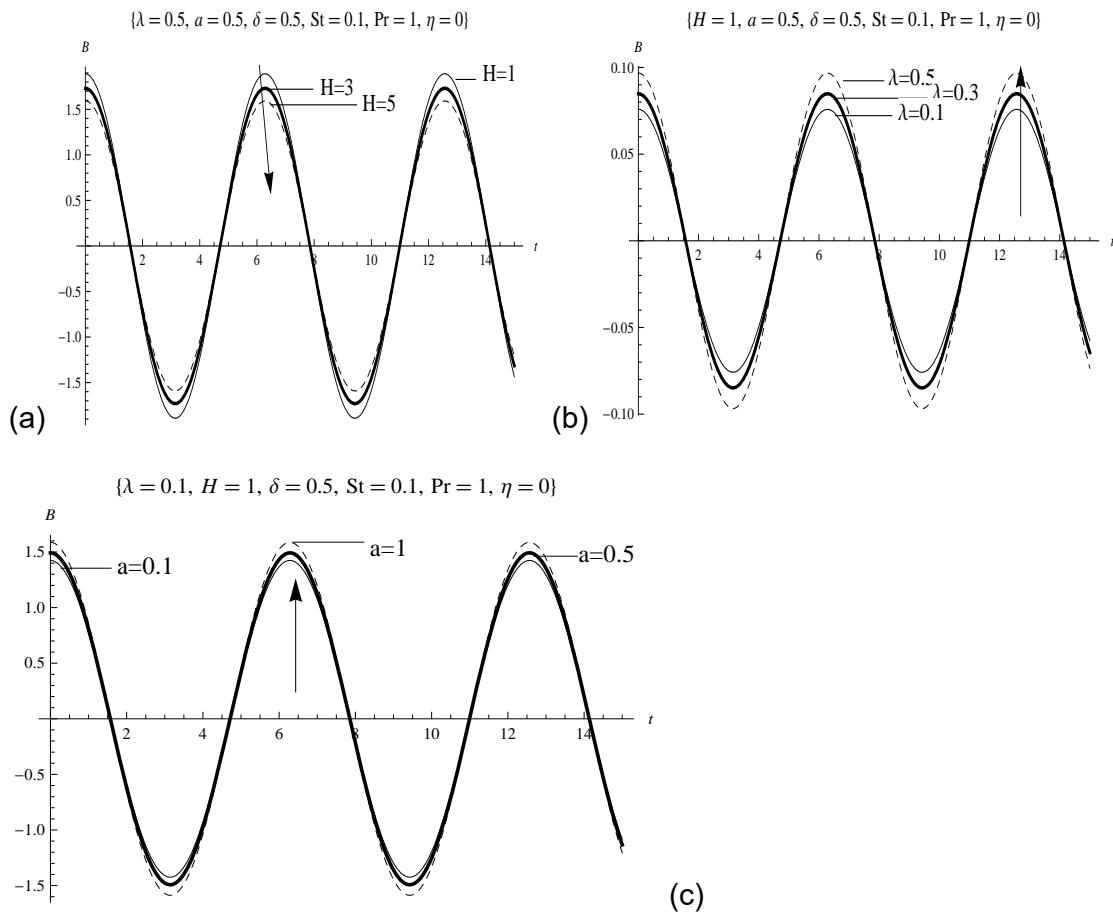 {λ = 0.5, a = 0.5, δ = 0.5, St = 0.1, Pr = 1, η = 0}
B
1.5
1.0
0.5
-0.5
-1.0
-1.5
2 4 6 8 10 12 14
t
H=1
H=3
H=5
(a)
{H = 1, a = 0.5, δ = 0.5, St = 0.1, Pr = 1, η = 0}
B
0.10
0.05
-0.05
-0.10
2 4 6 8 10 12 14
t
λ=0.5
λ=0.3
λ=0.1
(b)
{λ = 0.1, H = 1, δ = 0.5, St = 0.1, Pr = 1, η = 0}
B
1.5
1.0
0.5
-0.5
-1.0
-1.5
2 4 6 8 10 12 14
t
a=0.1
a=1
a=0.5
(c)